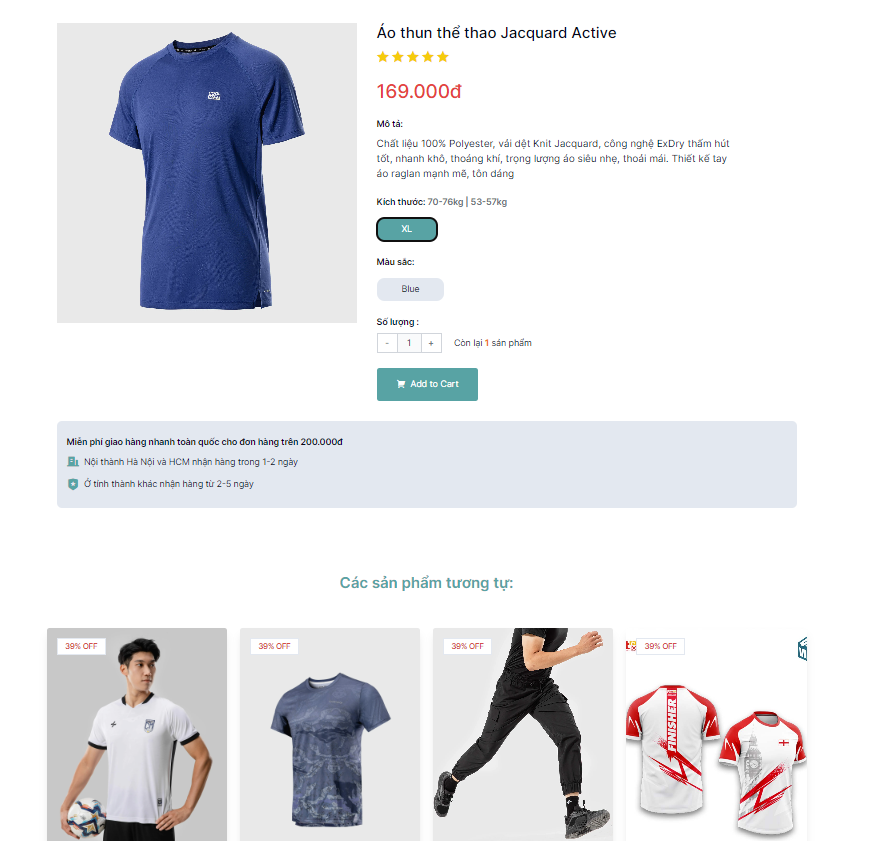 Áo thun thể thao Jacquard Active
169.000đ
Mô tả:
Chất liệu 100% Polyester, vải dệt Knit Jacquard, công nghệ ExDry thấm hút
tốt, nhanh khô, thoáng khí, trọng lượng áo siêu nhẹ, thoải mái. Thiết kế tay
áo raglan mạnh mẽ, tôn dáng
Kích thước: 70-76kg | 53-57kg
XL
Màu sắc:
Blue
Số lượng :
- 1 + Còn lại 1 sản phẩm
Add to Cart
Miễn phí giao hàng nhanh toàn quốc cho đơn hàng trên 200.000đ
Nội thành Hà Nội và HCM nhận hàng trong 1-2 ngày
Ở tỉnh thành khác nhận hàng từ 2-5 ngày
Các sản phẩm tương tự:
39% OFF
39% OFF
39% OFF
39% OFF
FINISHER